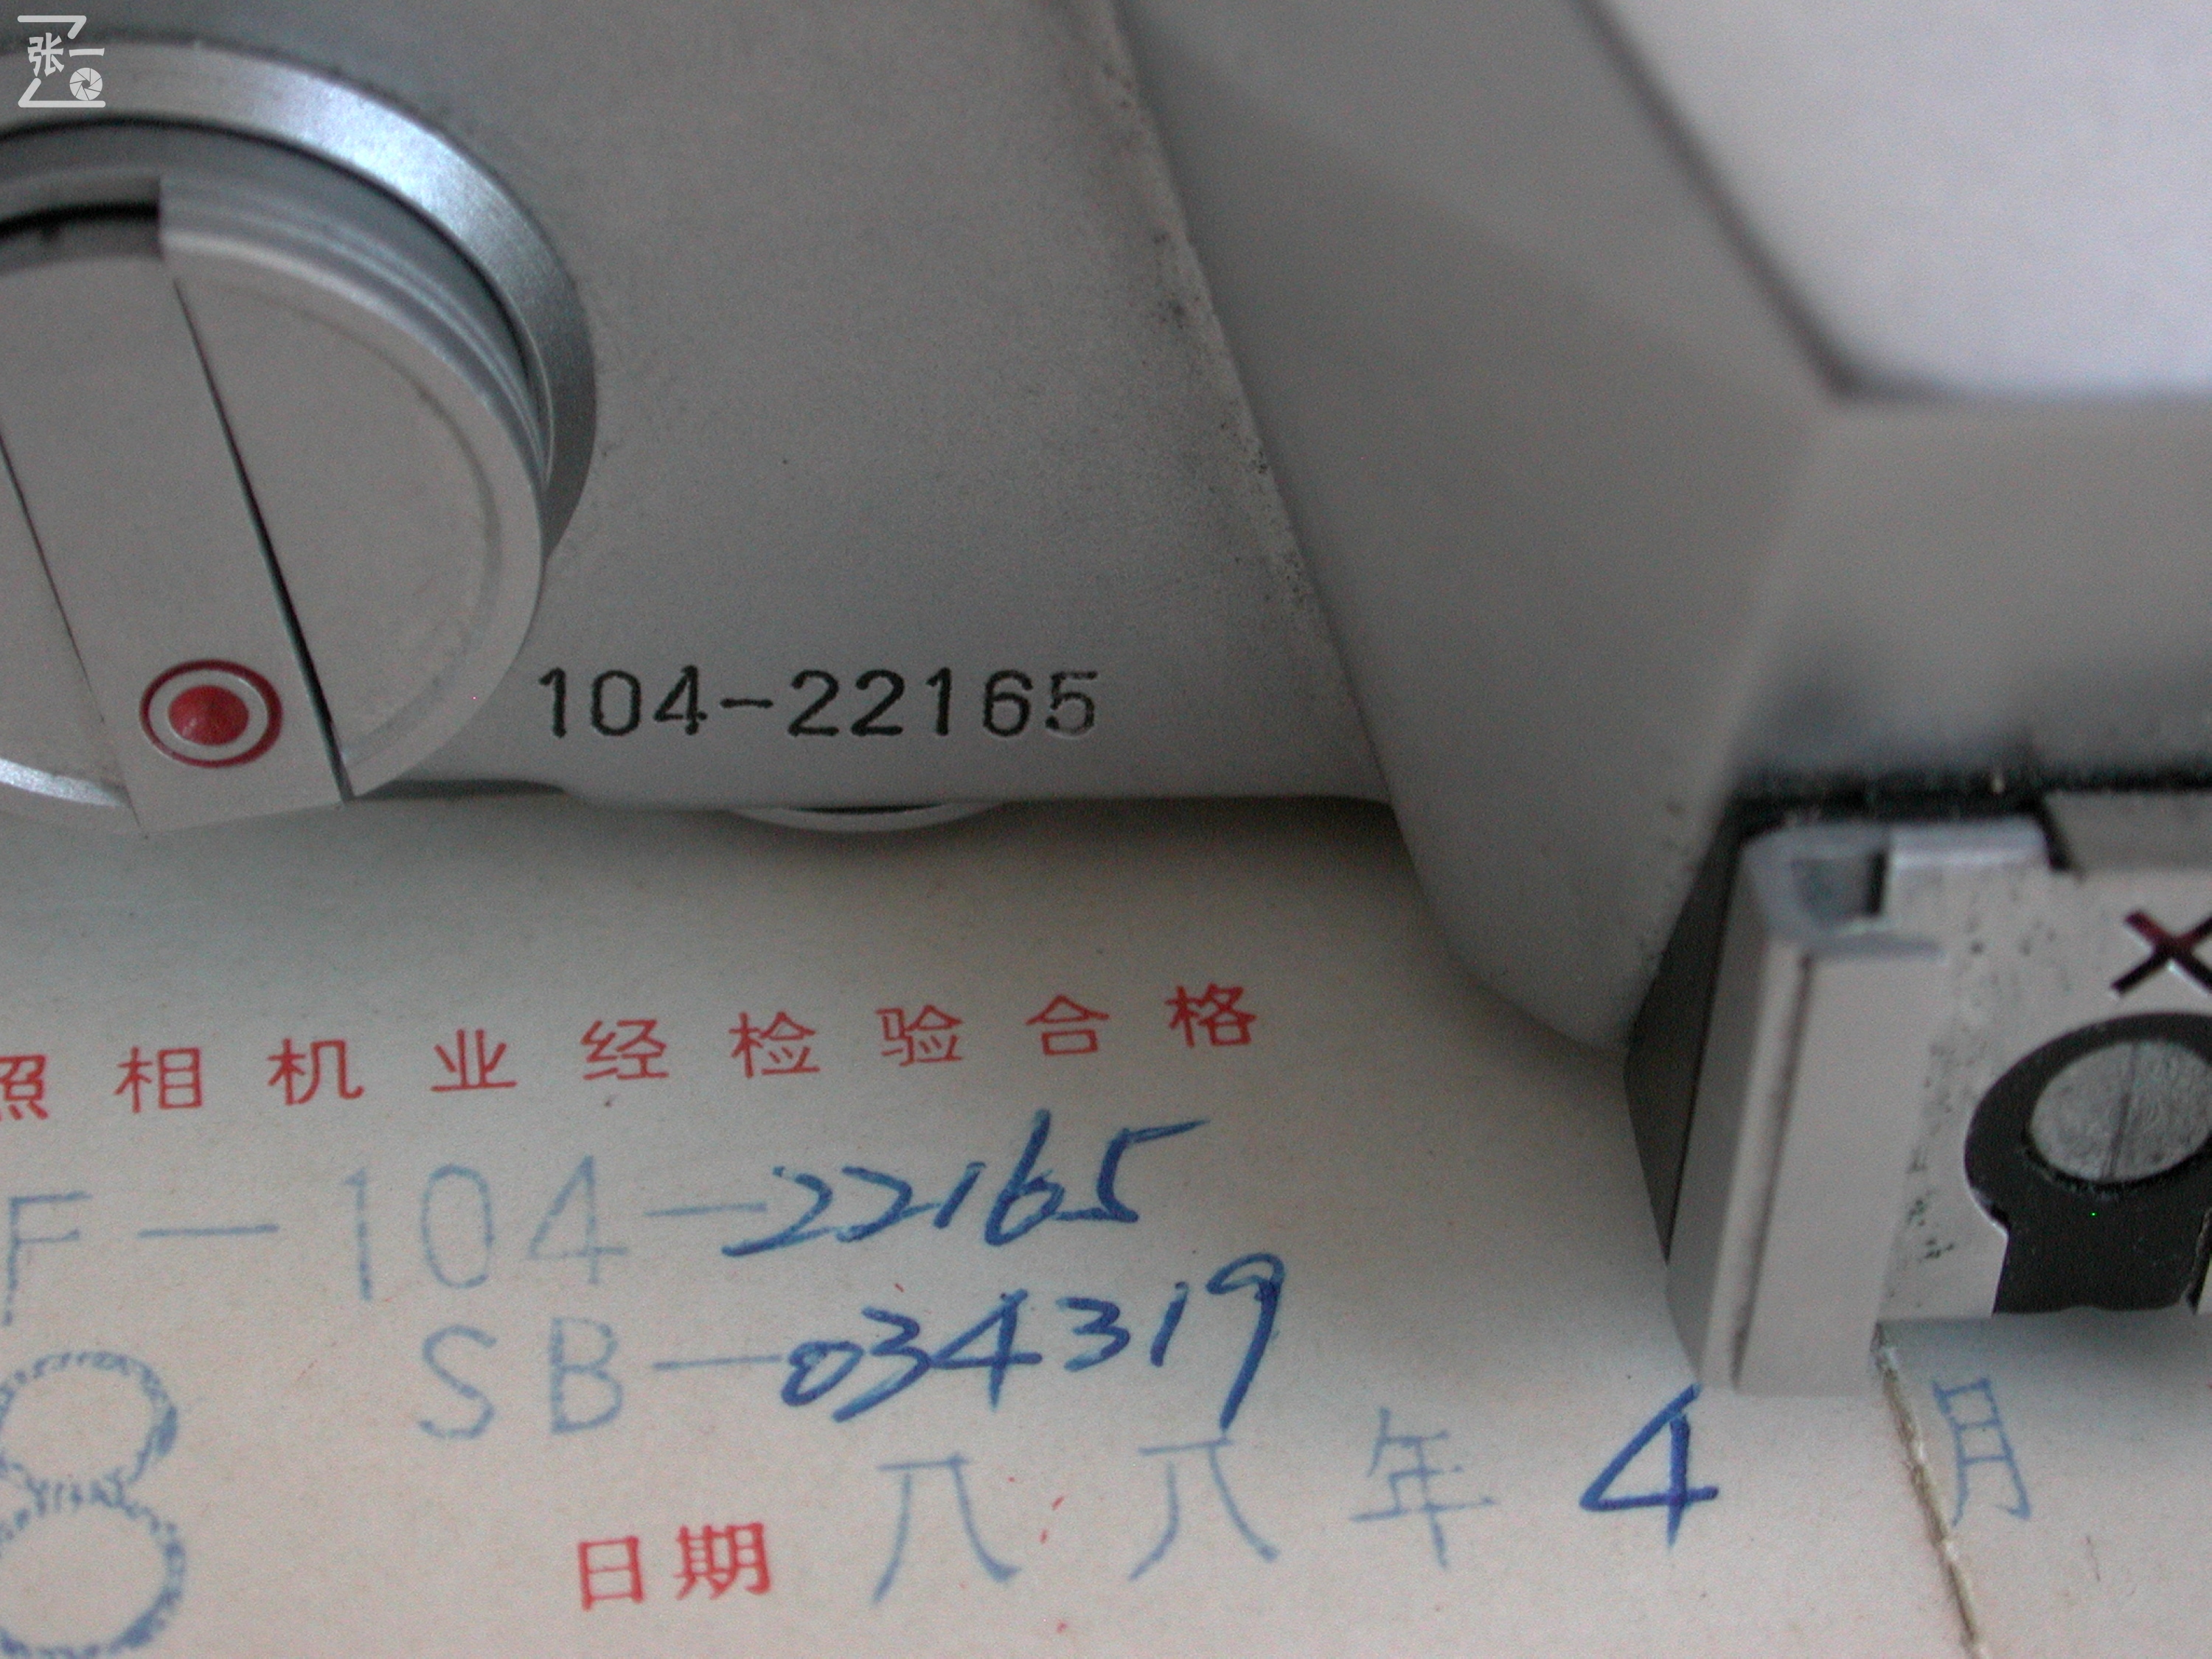 张一
104-22165
X
照相机业经检验合格
F-104-22165
SB-034319
8
日期 八八年4月